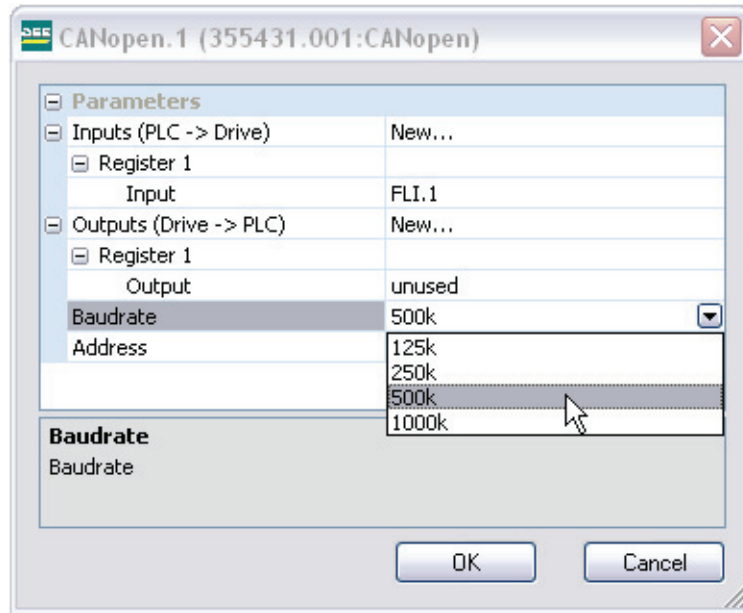 CANopen.1 (355431.001:CANopen)
Parameters
Inputs (PLC -> Drive) New...
Register 1
Input FLI.1
Outputs (Drive -> PLC) New...
Register 1
Output unused
Baudrate 500k
Address 125k
250k
500k
1000k
Baudrate
Baudrate
OK Cancel